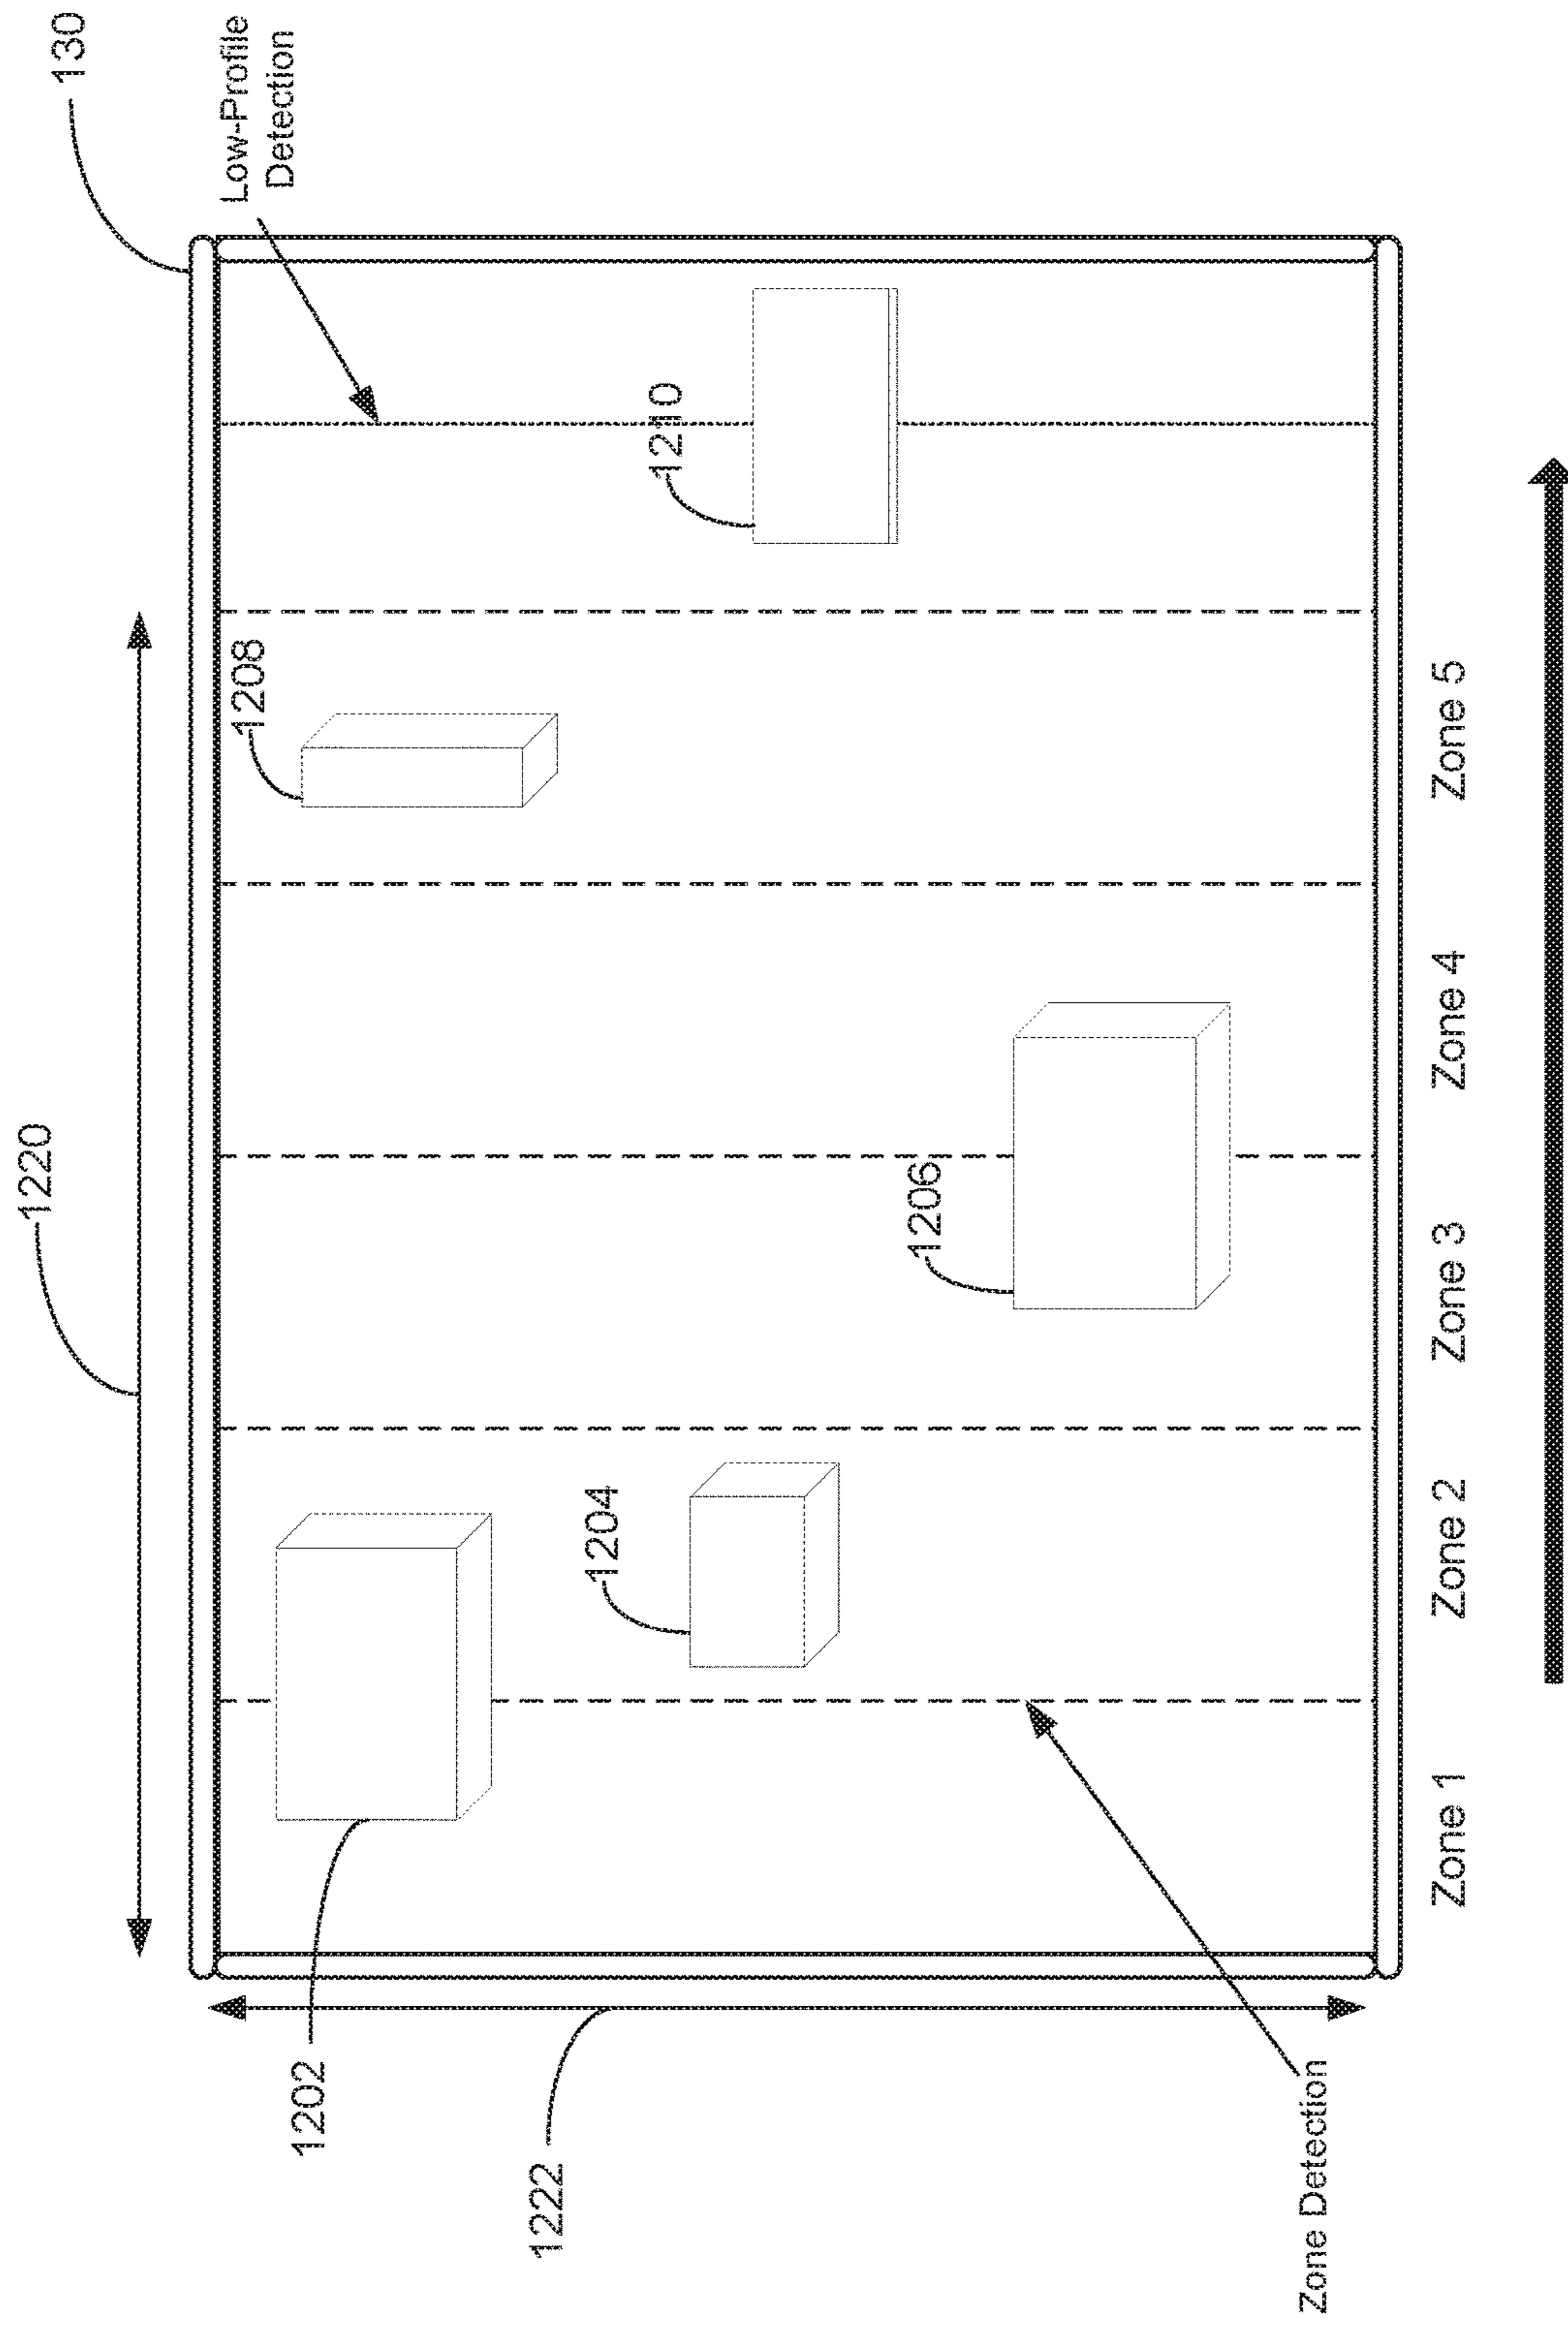 1220
130
Low-Profile
Detection
1208
1210
1202
1204
1206
1222
Zone Detection
Zone 1
Zone 2
Zone 3
Zone 4
Zone 5